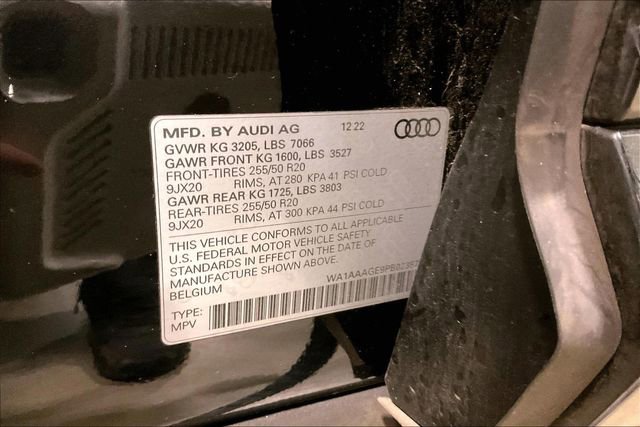 MFD. BY AUDI AG 12 22
GVWR KG 3205, LBS 7066
GAWR FRONT KG 1600, LBS 3527
FRONT-TIRES 255/50 R20
9JX20 RIMS, AT 280 KPA 41 PSI COLD
GAWR REAR KG 1725, LBS 3803
REAR-TIRES 255/50 R20
9JX20 RIMS, AT 300 KPA 44 PSI COLD
THIS VEHICLE CONFORMS TO ALL APPLICABLE
U.S. FEDERAL MOTOR VEHICLE SAFETY
STANDARDS IN EFFECT ON THE DATE OF
MANUFACTURE SHOWN ABOVE.
BELGIUM
TYPE:
MPV